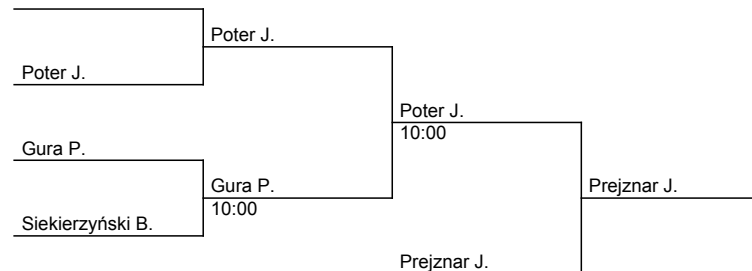 Poter J.
Poter J.
Poter J.
10:00
Gura P.
Gura P.
10:00
Prejznar J.
Siekierzyński B.
Prejznar J.